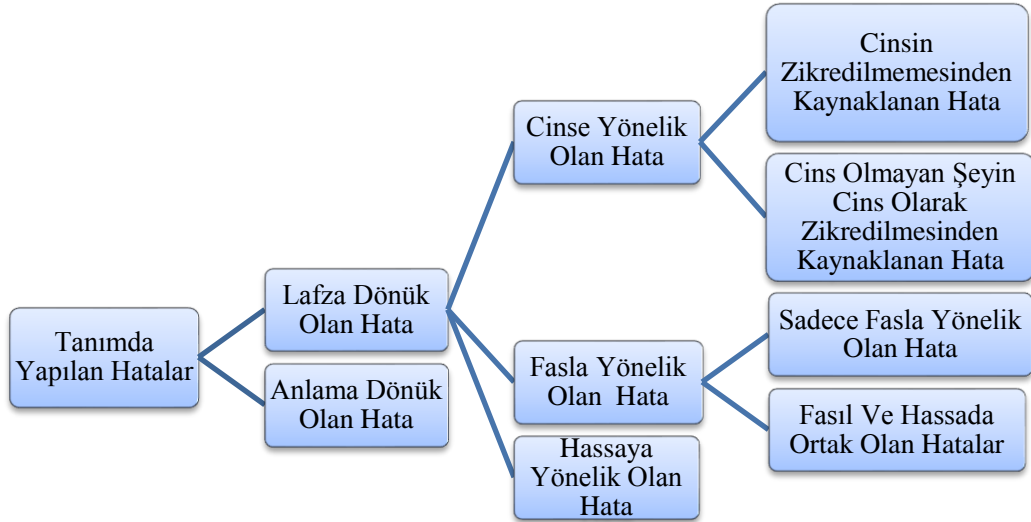 Tanımda
Yapılan Hatalar
Lafza Dönük
Olan Hata
Anlama Dönük
Olan Hata
Cinse Yönelik
Olan Hata
Fasla Yönelik
Olan Hata
Hassaya
Yönelik Olan
Hata
Cinsin
Zikredilmemesinden
Kaynaklanan Hata
Cins Olmayan Şeyin
Cins Olarak
Zikredilmesinden
Kaynaklanan Hata
Sadece Fasla Yönelik
Olan Hata
Fasıl Ve Hassada
Ortak Olan Hatalar